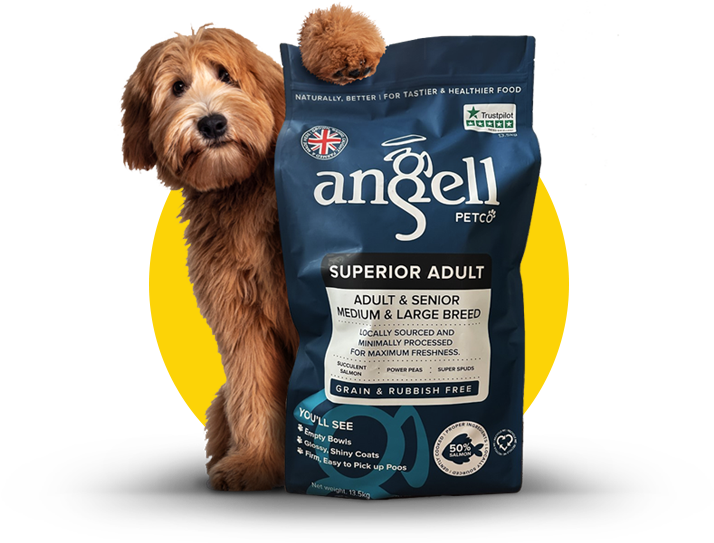 NATURALLY, BETTER | FOR TASTIER & HEALTHIER FOOD
Trustpilot
13.5KG
angell
PETCO
SUPERIOR ADULT
ADULT & SENIOR
MEDIUM & LARGE BREED
LOCALLY SOURCED AND
MINIMALLY PROCESSED
FOR MAXIMUM FRESHNESS.
SUCCULENT
SALMON
POWER PEAS
SUPER SPUDS
GRAIN & RUBBISH FREE
YOU'LL SEE
Empty Bowls
Glossy, Shiny Coats
Firm, Easy to Pick up Poos
50%
SALMON
Net weight. 13.5kg